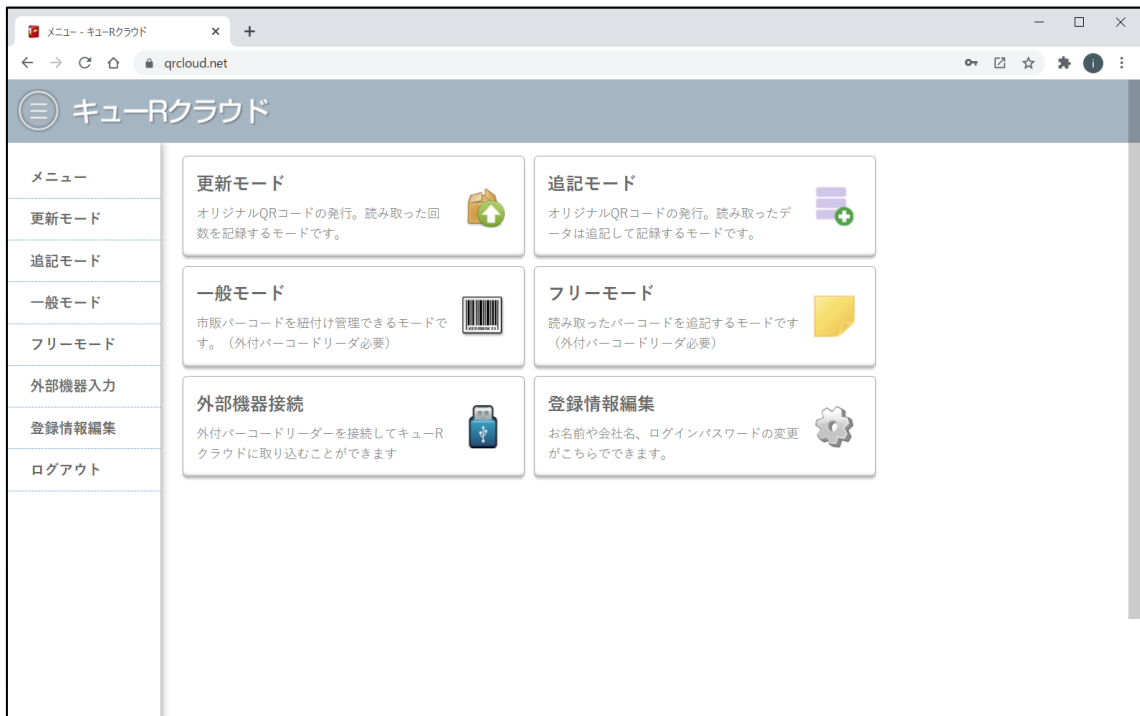 メニュー - キューRクラウド
qrcloud.net
キューRクラウド
メニュー
更新モード
追記モード
一般モード
フリーモード
外部機器入力
登録情報編集
ログアウト
更新モード
オリジナルQRコードの発行。読み取った回
数を記録するモードです。
追記モード
オリジナルQRコードの発行。読み取ったデ
ータは追記して記録するモードです。
一般モード
市販バーコードを紐付け管理できるモードで
す。（外付バーコードリーダ必要）
フリーモード
読み取ったバーコードを追記するモードです
（外付バーコードリーダ必要）
外部機器接続
外付バーコードリーダーを接続してキューR
クラウドに取り込むことができます
登録情報編集
お名前や会社名、ログインパスワードの変更
がこちらでできます。